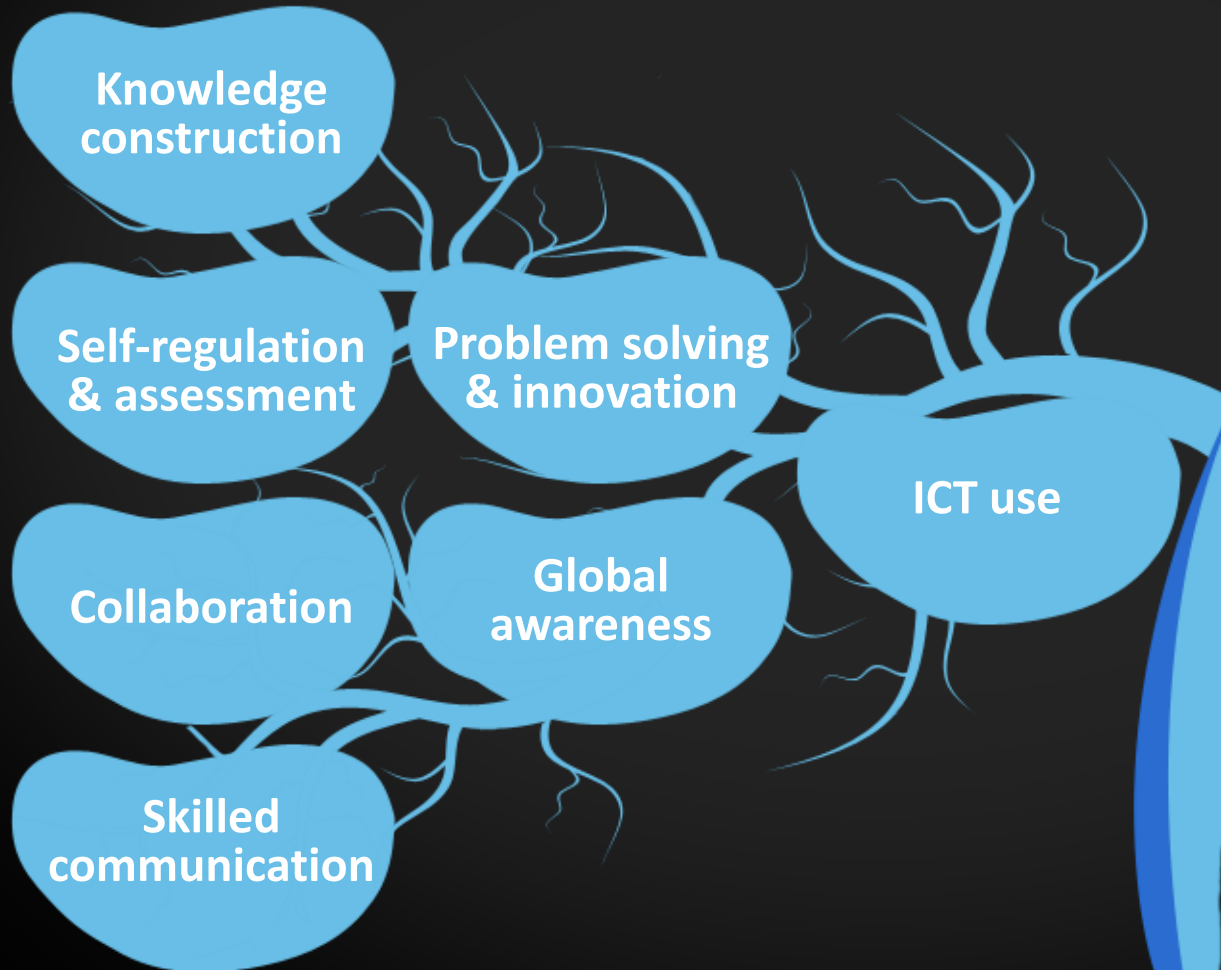 Knowledge
construction
Self-regulation
& assessment
Problem solving
& innovation
ICT use
Collaboration
Global
awareness
Skilled
communication